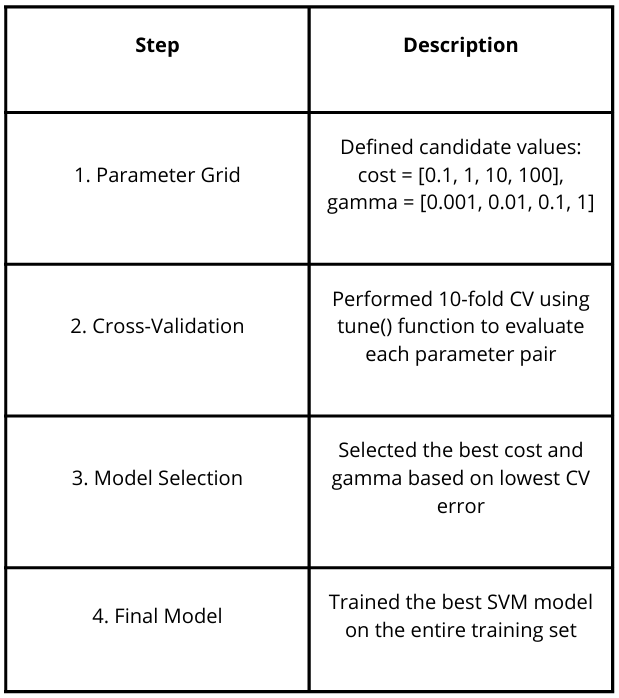 Step
Description
1. Parameter Grid
Defined candidate values:
cost = [0.1, 1, 10, 100],
gamma = [0.001, 0.01, 0.1, 1]
2. Cross-Validation
Performed 10-fold CV using
tune() function to evaluate
each parameter pair
3. Model Selection
Selected the best cost and
gamma based on lowest CV
error
4. Final Model
Trained the best SVM model
on the entire training set